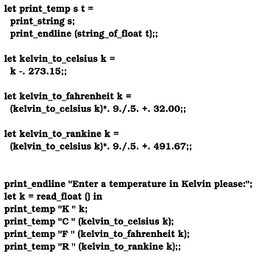 let print_temp s t =
print_string s;
print_endline (string_of_float t);;
let kelvin_to_celsius k =
k -. 273.15;;
let kelvin_to_fahrenheit k =
(kelvin_to_celsius k)*. 9./.5. +. 32.00;;
let kelvin_to_rankine k =
(kelvin_to_celsius k)*. 9./.5. +. 491.67;;
print_endline "Enter a temperature in Kelvin please:";
let k = read_float () in
print_temp "K " k;
print_temp "C " (kelvin_to_celsius k);
print_temp "F " (kelvin_to_fahrenheit k);
print_temp "R " (kelvin_to_rankine k);;